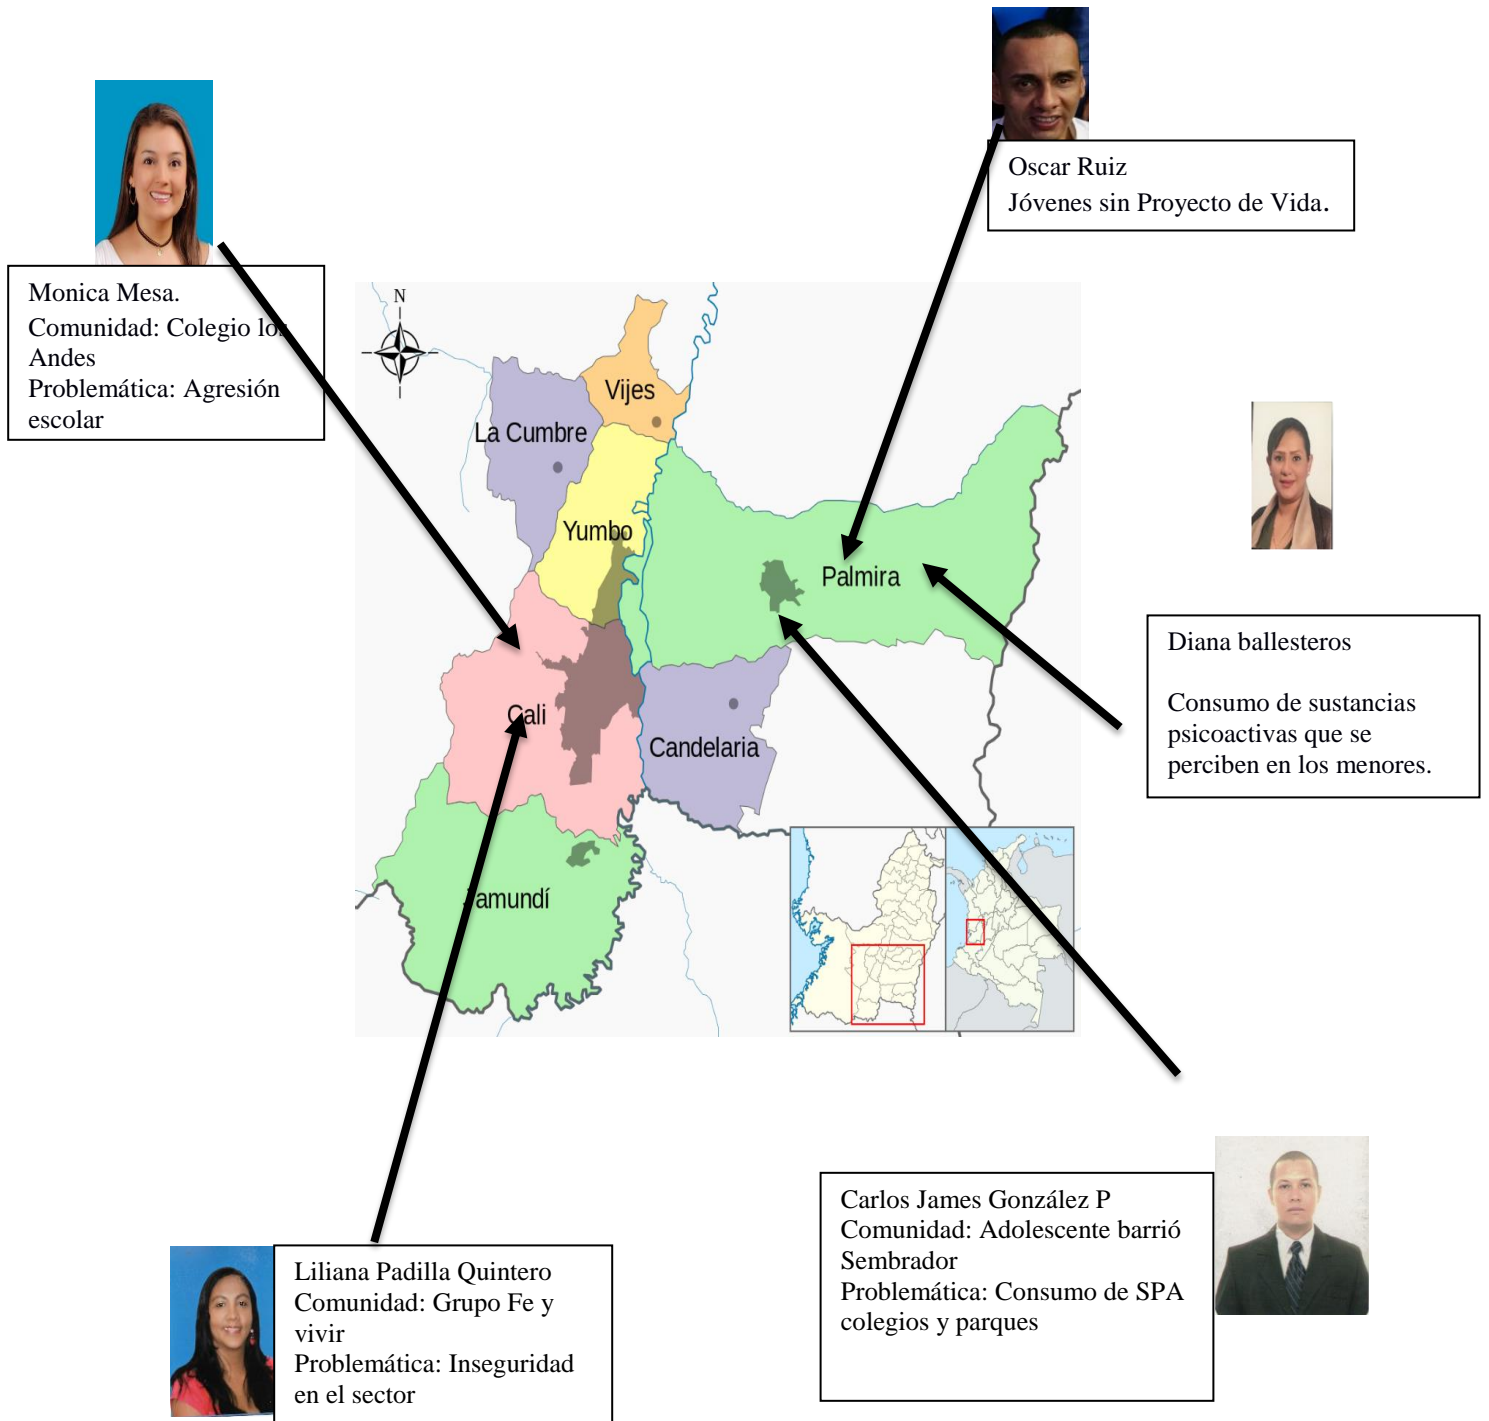 Oscar Ruiz
Jóvenes sin Proyecto de Vida.
Monica Mesa.
Comunidad: Colegio los
Andes
Problemática: Agresión
escolar
N
Vijes
La Cumbre
Yumbo
Palmira
Cali
Candelaria
Jamundí
Diana ballesteros
Consumo de sustancias
psicoactivas que se
perciben en los menores.
Carlos James González P
Comunidad: Adolescente barrió
Sembrador
Problemática: Consumo de SPA
colegios y parques
Liliana Padilla Quintero
Comunidad: Grupo Fe y
vivir
Problemática: Inseguridad
en el sector